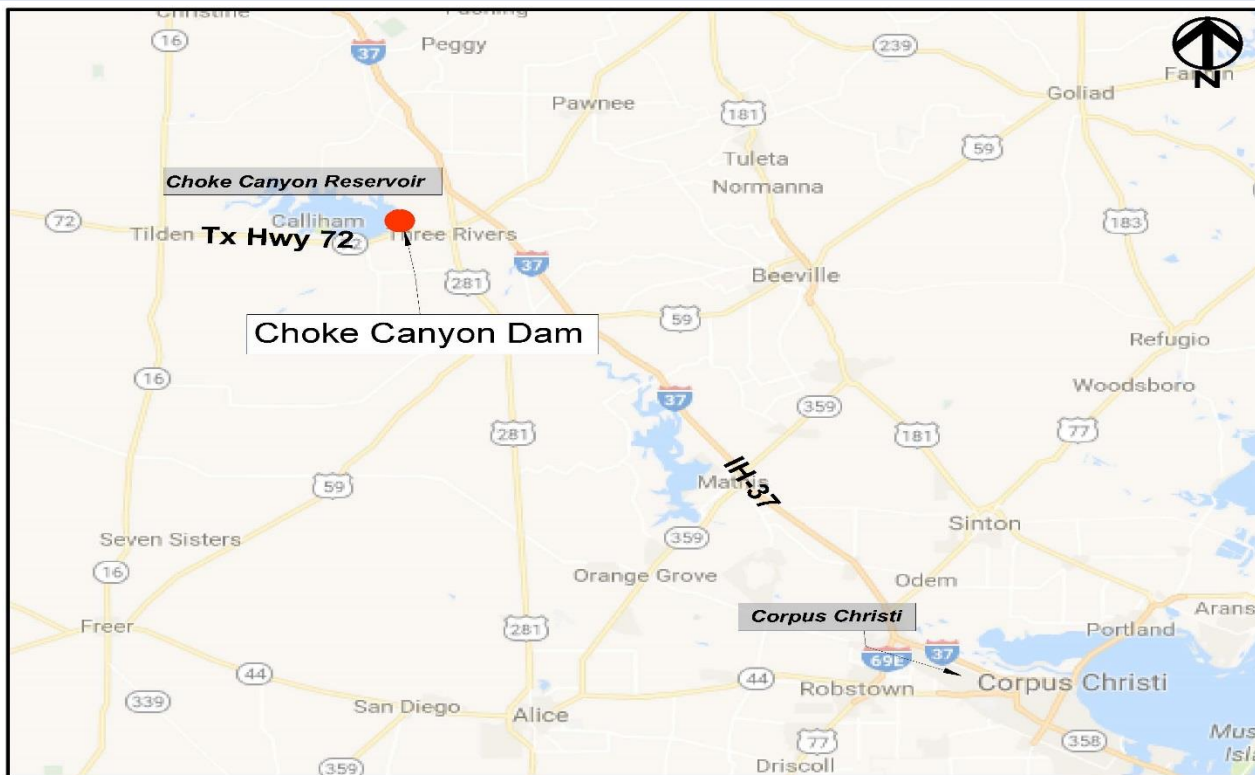 Christine
16
37
Peggy
239
N
Goliad
Pawnee
181
59
Tuleta
Normanna
Choke Canyon Reservoir
72
Calliham
Tilden
Tx Hwy 72
Three Rivers
183
37
Beeville
281
59
Choke Canyon Dam
Refugio
16
37
359
Woodsboro
77
281
181
59
Mathis
IH-37
Sinton
Seven Sisters
359
16
Orange Grove
Odem
Corpus Christi
Freer
281
Portland
69E
37
44
44
Robstown
Corpus Christi
339
San Diego
Alice
77
358
359
Driscoll